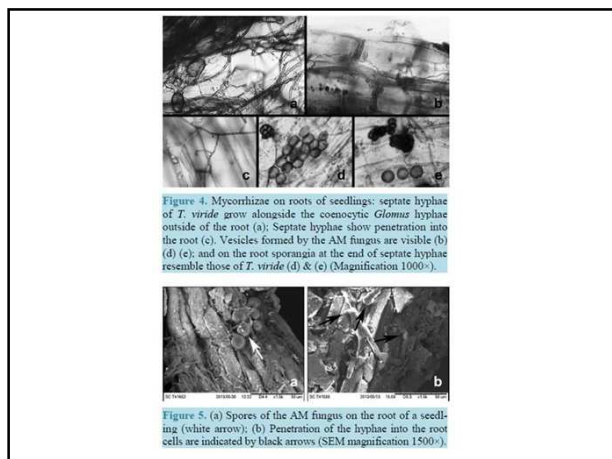 a
b
c
d
e
Figure 4. Mycorrhizae on roots of seedlings: septate hyphae
of T. viride grow alongside the coenocytic Glomus hyphae
outside of the root (a); Septate hyphae show penetration into
the root (c). Vesicles formed by the AM fungus are visible (b)
(d) (e); and on the root sporangia at the end of septate hyphae
resemble those of T. viride (d) & (e) (Magnification 1000×).
a
b
Figure 5. (a) Spores of the AM fungus on the root of a seedl-
ing (white arrow); (b) Penetration of the hyphae into the root
cells are indicated by black arrows (SEM magnification 1500×).